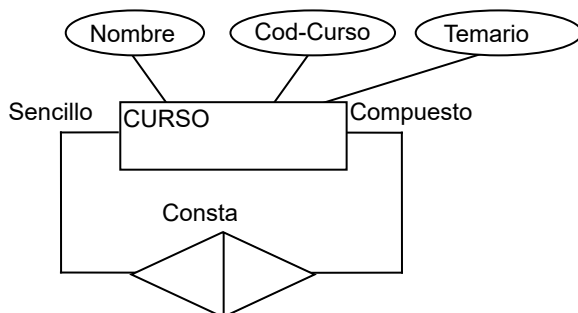 Nombre
Cod-Curso
Temario
Sencillo
CURSO
Compuesto
Consta